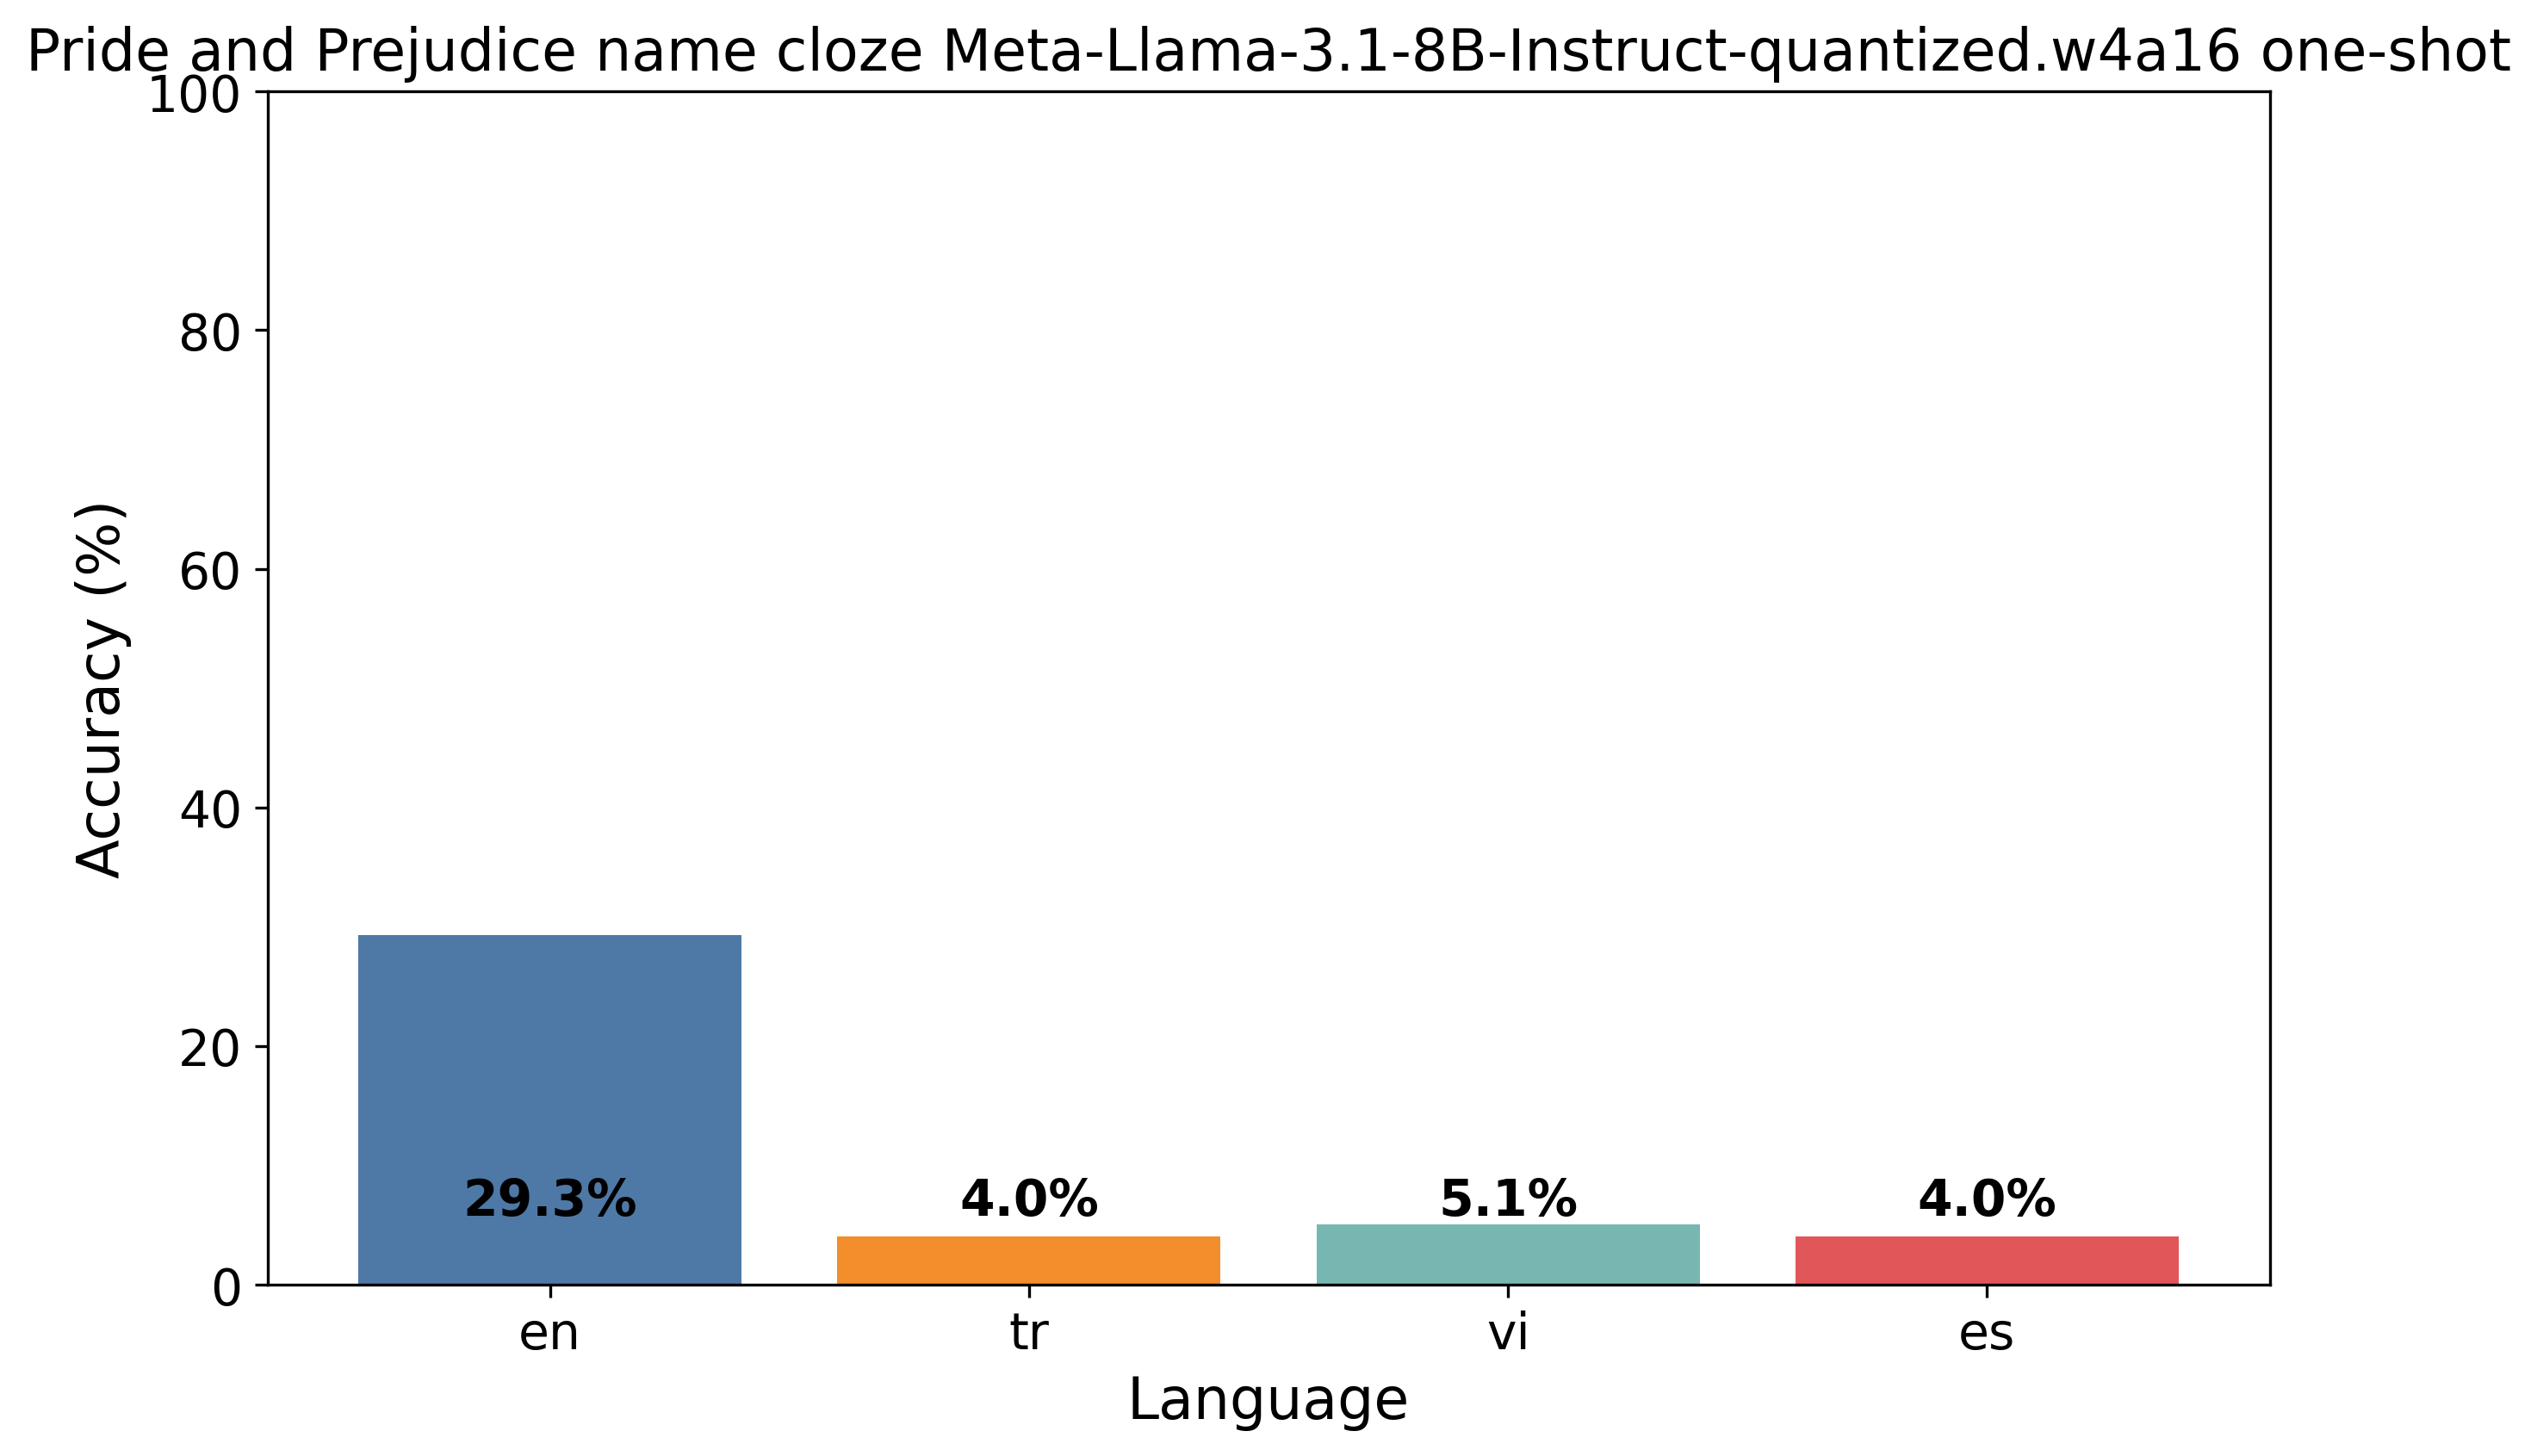 Pride and Prejudice name cloze Meta-Llama-3.1-8B-Instruct-quantized.w4a16 one-shot
100
80
60
40
20
0
Accuracy (%)
29.3%
4.0%
5.1%
4.0%
en
tr
vi
es
Language